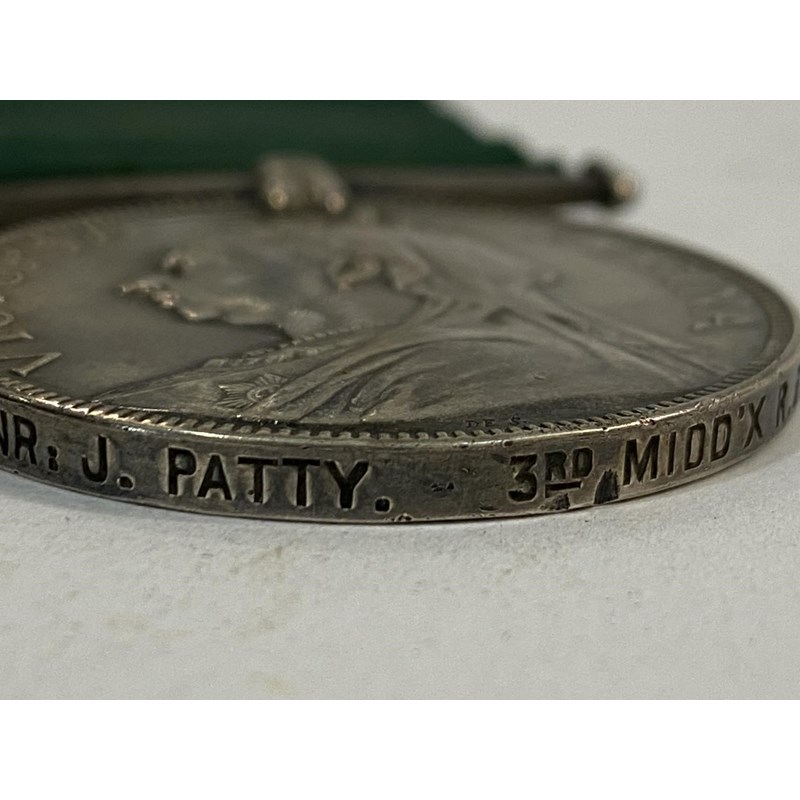 NR: J. PATTY. 3RD MIDD'X R.